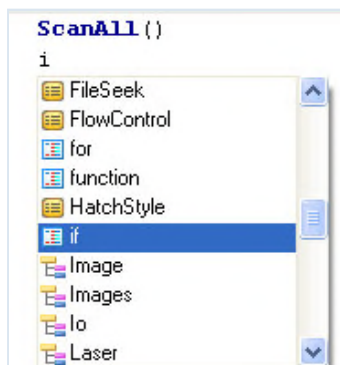 ScanAll()
i
FileSeek
FlowControl
for
function
HatchStyle
if
Image
Images
Io
Laser